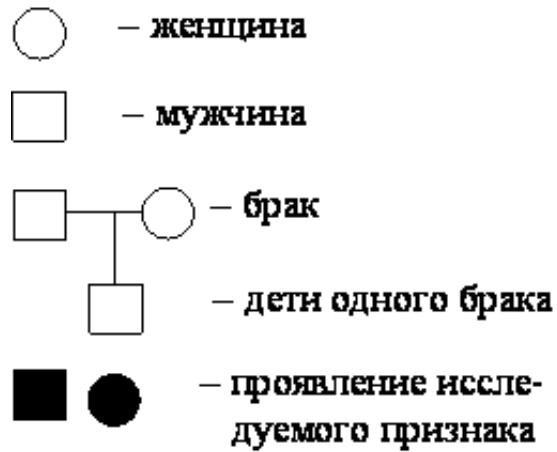 – женщина
– мужчина
– брак
– дети одного брака
– проявление иссле-
дуемого признака